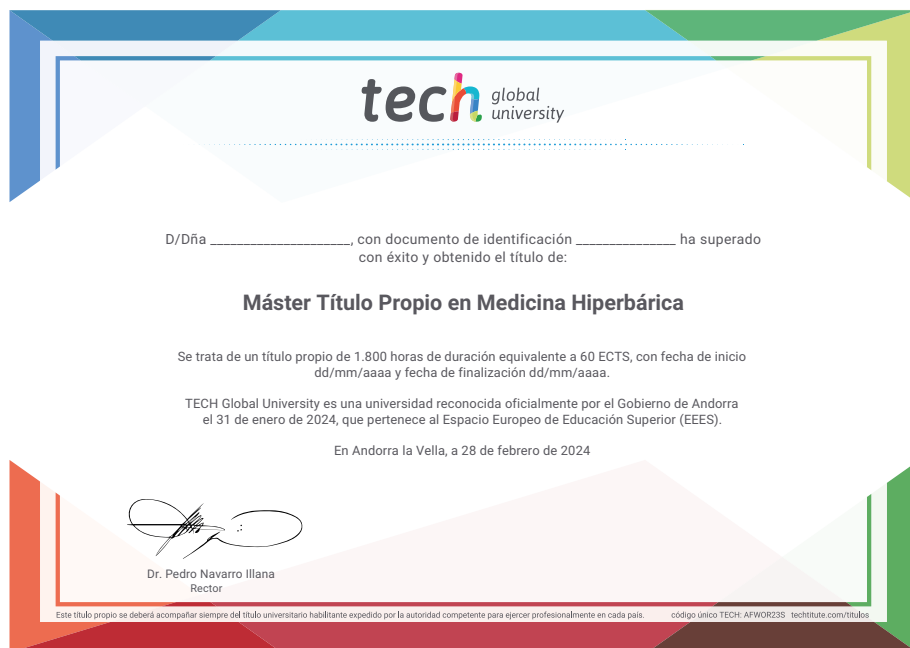 tech global
university
D/Dña _____________________, con documento de identificación _______________ ha superado
con éxito y obtenido el título de:
Máster Título Propio en Medicina Hiperbárica
Se trata de un título propio de 1.800 horas de duración equivalente a 60 ECTS, con fecha de inicio
dd/mm/aaaa y fecha de finalización dd/mm/aaaa.
TECH Global University es una universidad reconocida oficialmente por el Gobierno de Andorra
el 31 de enero de 2024, que pertenece al Espacio Europeo de Educación Superior (EEES).
En Andorra la Vella, a 28 de febrero de 2024
Dr. Pedro Navarro Illana
Rector
Este título propio se deberá acompañar siempre del título universitario habilitante expedido por la autoridad competente para ejercer profesionalmente en cada país. código único TECH: AFWOR23S techtitute.com/titulos